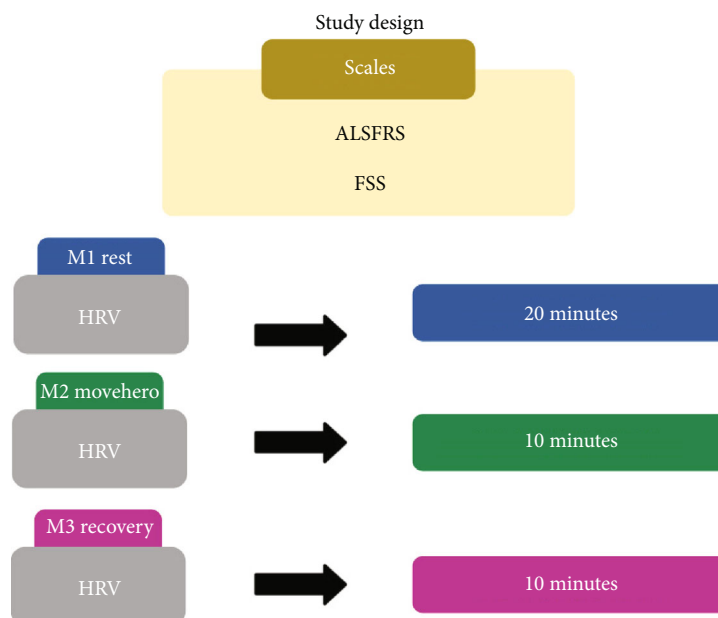 Study design
Scales
ALSFRS
FSS
M1 rest
HRV
20 minutes
M2 movehero
HRV
10 minutes
M3 recovery
HRV
10 minutes